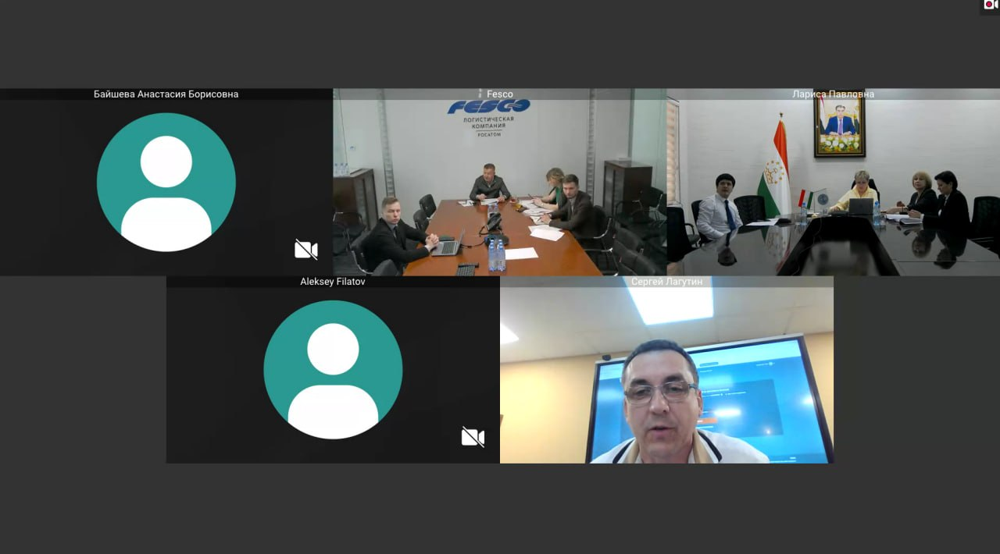 Байшева Анастасия Борисовна
Fesco
Лариса Павловна
FESCO
ЛОГИСТИЧЕСКАЯ
КОМПАНИЯ
РОСАТОМ
Aleksey Filatov
Сергей Лагутин